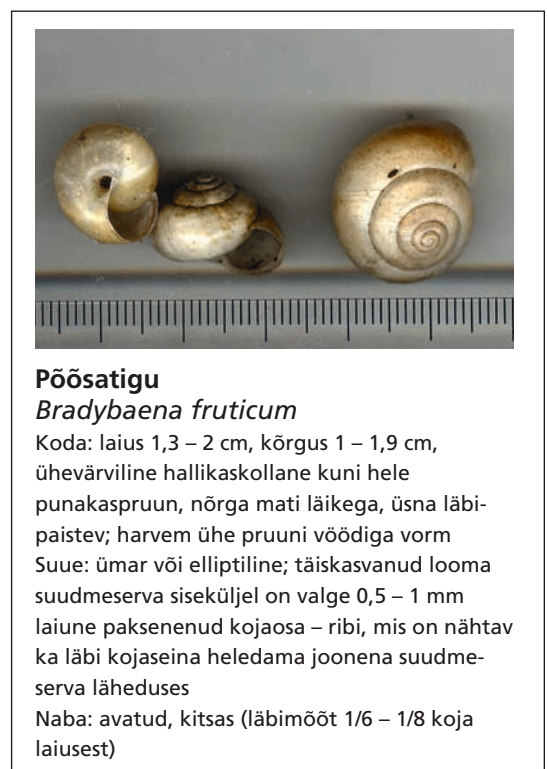 Põõsatigu
Bradybaena fruticum
Koda: laius 1,3 – 2 cm, kõrgus 1 – 1,9 cm,
ühevärviline hallikaskollane kuni hele
punakaspruun, nõrga mati läikega, üsna läbi-
paistev; harvem ühe pruuni vöödiga vorm
Suue: ümar või elliptiline; täiskasvanud looma
suudmeserva siseküljel on valge 0,5 – 1 mm
laiune paksenenud kojaosa – ribi, mis on nähtav
ka läbi kojaseina heledama joonena suudme-
serva läheduses
Naba: avatud, kitsas (läbimõõt 1/6 – 1/8 koja
laiusest)